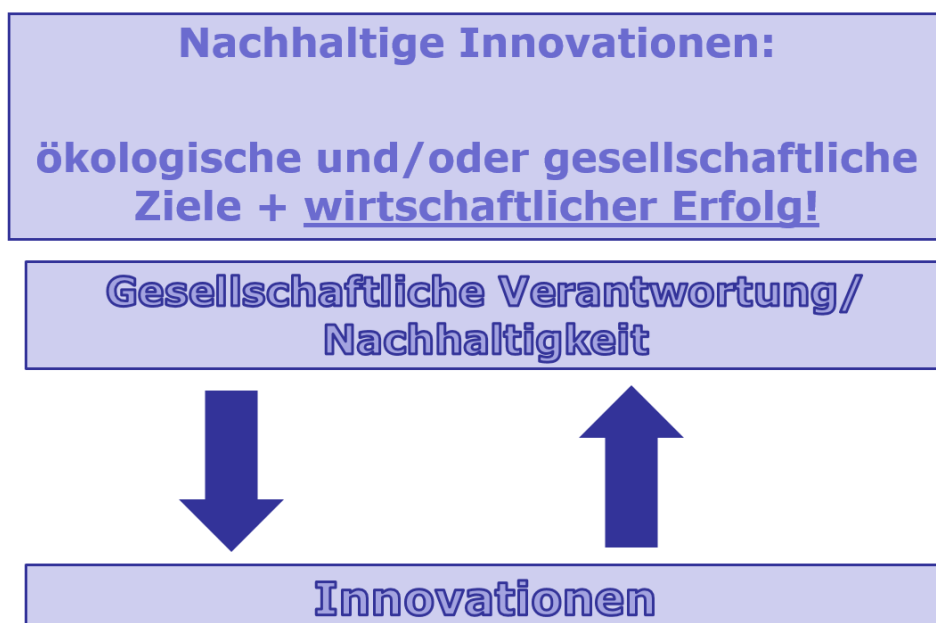 Nachhaltige Innovationen:
ökologische und/oder gesellschaftliche
Ziele + wirtschaftlicher Erfolg!
Gesellschaftliche Verantwortung/
Nachhaltigkeit
Innovationen